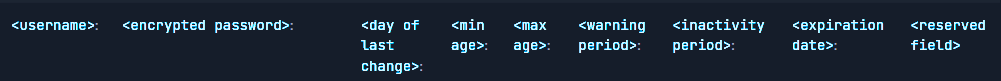 <username>: <encrypted password>: <day of <min <max <warning <inactivity <expiration <reserved
last age>: age>: period>: period>: date>: field>
change>: